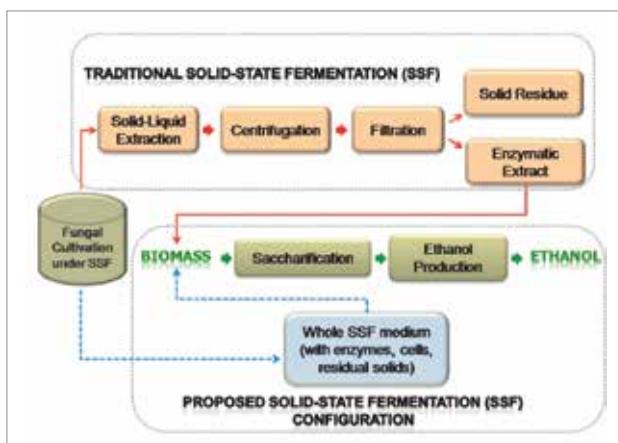 TRADITIONAL SOLID-STATE FERMENTATION (SSF)
Solid-Liquid
Extraction
Centrifugation
Filtration
Solid Residue
Enzymatic
Extract
Fungal
Cultivation
under SSF
BIOMASS
Saccharification
Ethanol
Production
ETHANOL
Whole SSF medium
(with enzymes, cells,
residual solids)
PROPOSED SOLID-STATE FERMENTATION (SSF)
CONFIGURATION